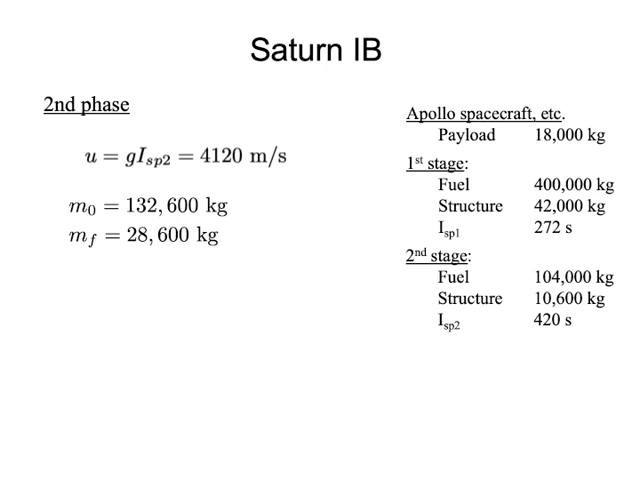 Saturn IB
2nd phase
u = gI_sp2 = 4120 m/s
m_0 = 132,600 kg
m_f = 28,600 kg
Apollo spacecraft, etc.
Payload 18,000 kg
1st stage:
Fuel 400,000 kg
Structure 42,000 kg
I_sp1 272 s
2nd stage:
Fuel 104,000 kg
Structure 10,600 kg
I_sp2 420 s